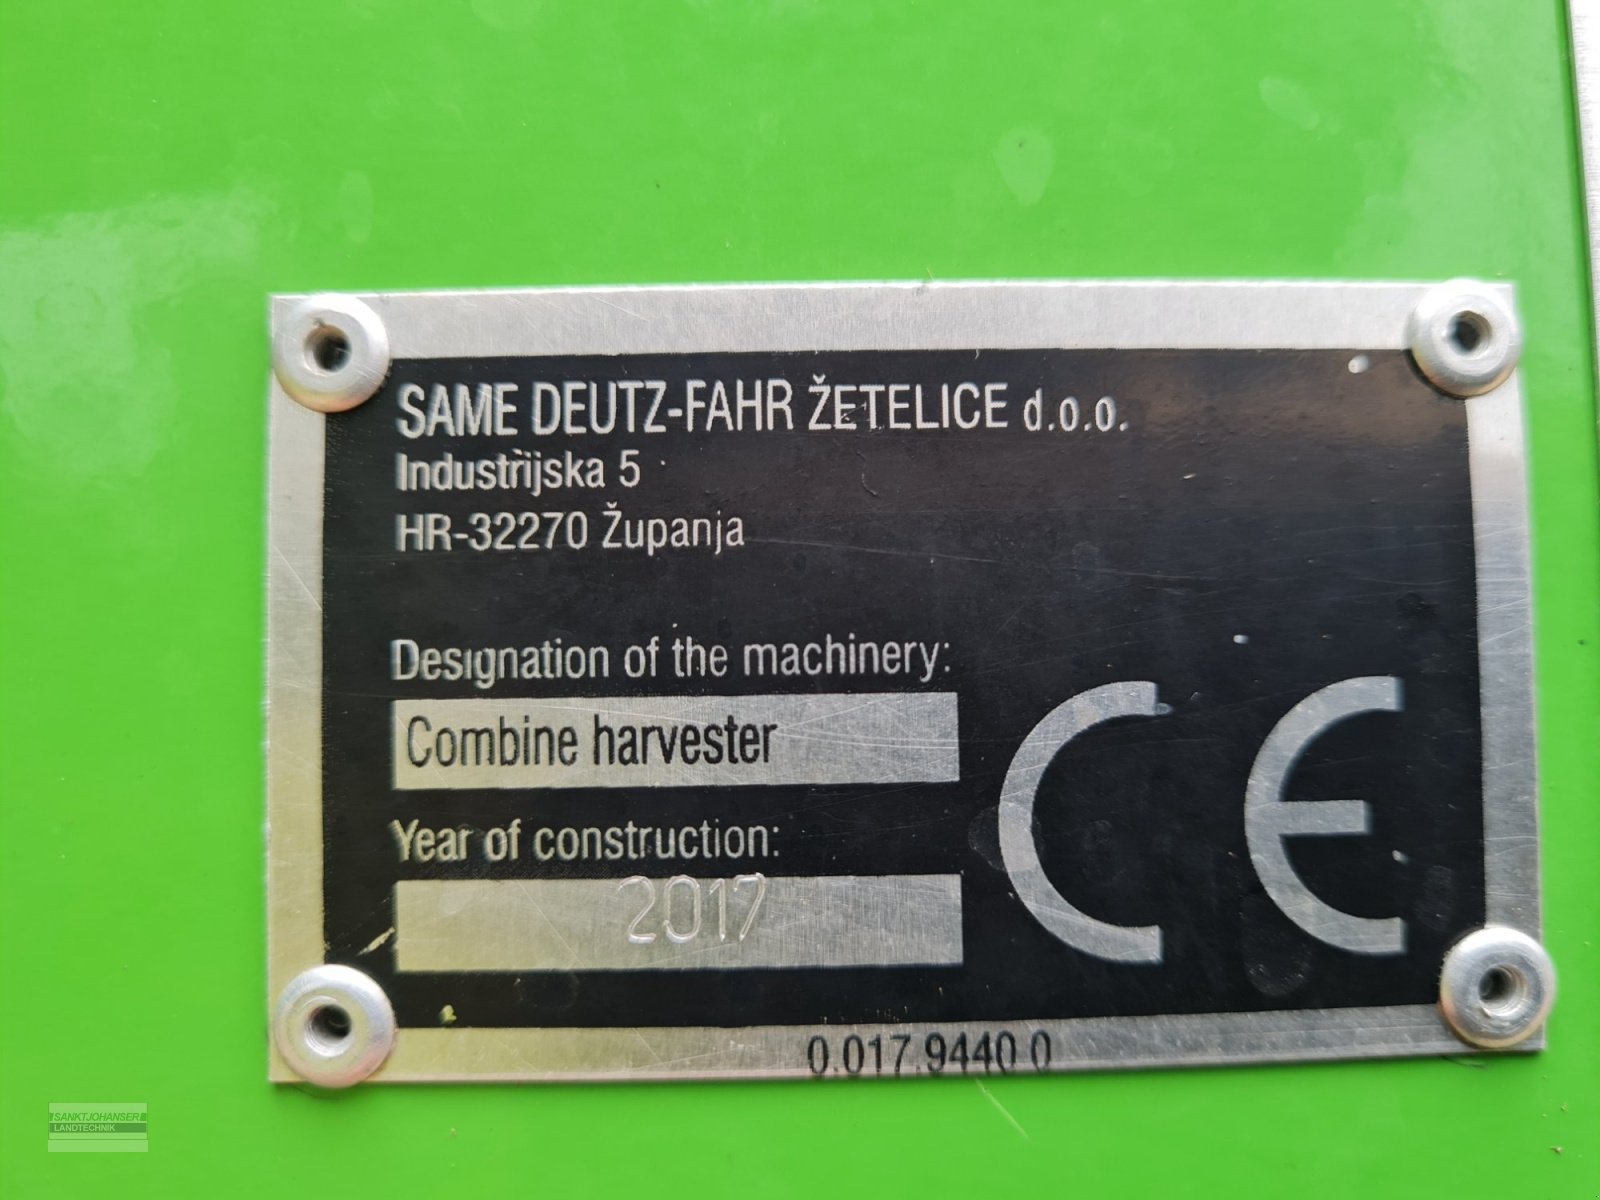 SAME DEUTZ-FAHR ŽETELICE d.o.o.
Industrijska 5
HR-32270 Županja
Designation of the machinery:
Combine harvester
Year of construction:
2017
CE
0.017.9440 0
SANKTJOHANSER
LANDTECHNIK